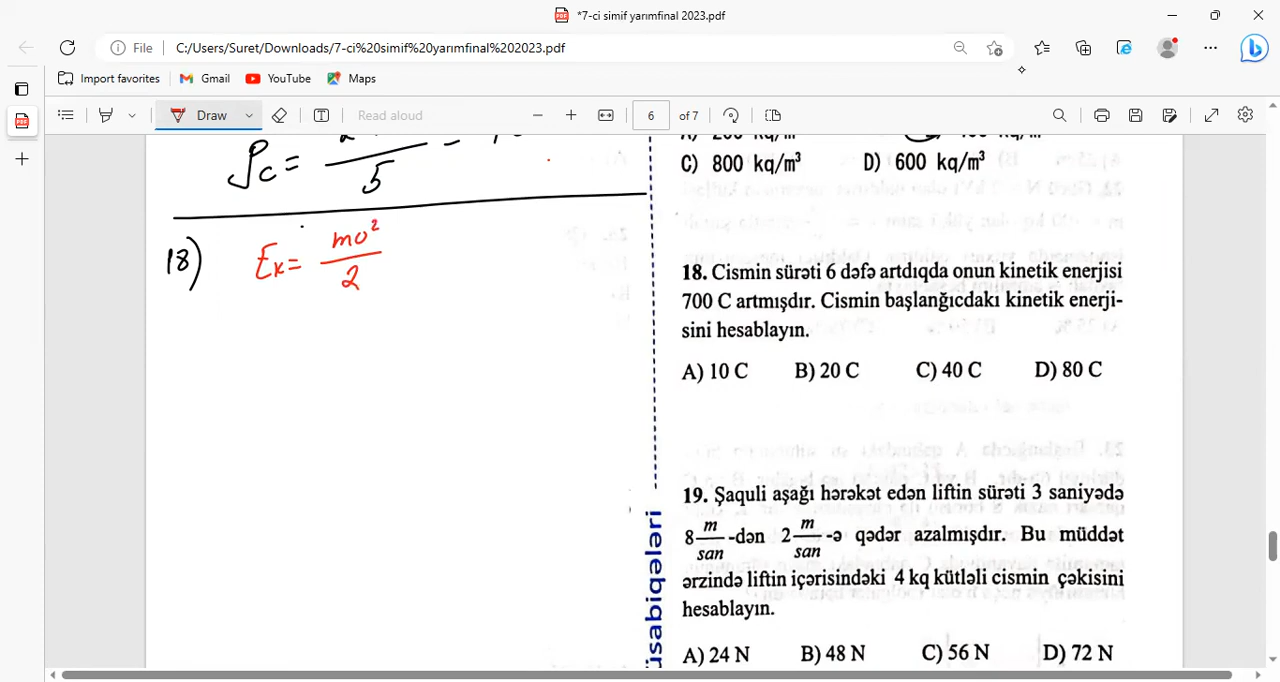 *7-ci simif yarımfinal 2023.pdf
File C:/Users/Suret/Downloads/7-ci%20simif%20yarımfinal%202023.pdf
Import favorites Gmail YouTube Maps
Draw Read aloud 6 of 7
ρc = 5
C) 800 kq/m³ D) 600 kq/m³
18) Eк = mυ²/2
18. Cismin sürəti 6 dəfə artdıqda onun kinetik enerjisi
700 C artmışdır. Cismin başlanğıcdaki kinetik enerji-
sini hesablayın.
A) 10 C B) 20 C C) 40 C D) 80 C
19. Şaquli aşağı hərəkət edən liftin sürəti 3 saniyədə
8 m/san -dən 2 m/san -ə qədər azalmışdır. Bu müddət
ərzində liftin içərisindəki 4 kq kütləli cismin çəkisini
hesablayın.
A) 24 N B) 48 N C) 56 N D) 72 N
üsabiqələri